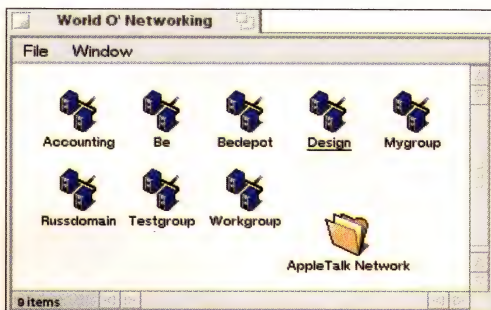 World O' Networking
File Window
Accounting Be Bedepot Design Mygroup
Russdomain Testgroup Workgroup
AppleTalk Network
9 items